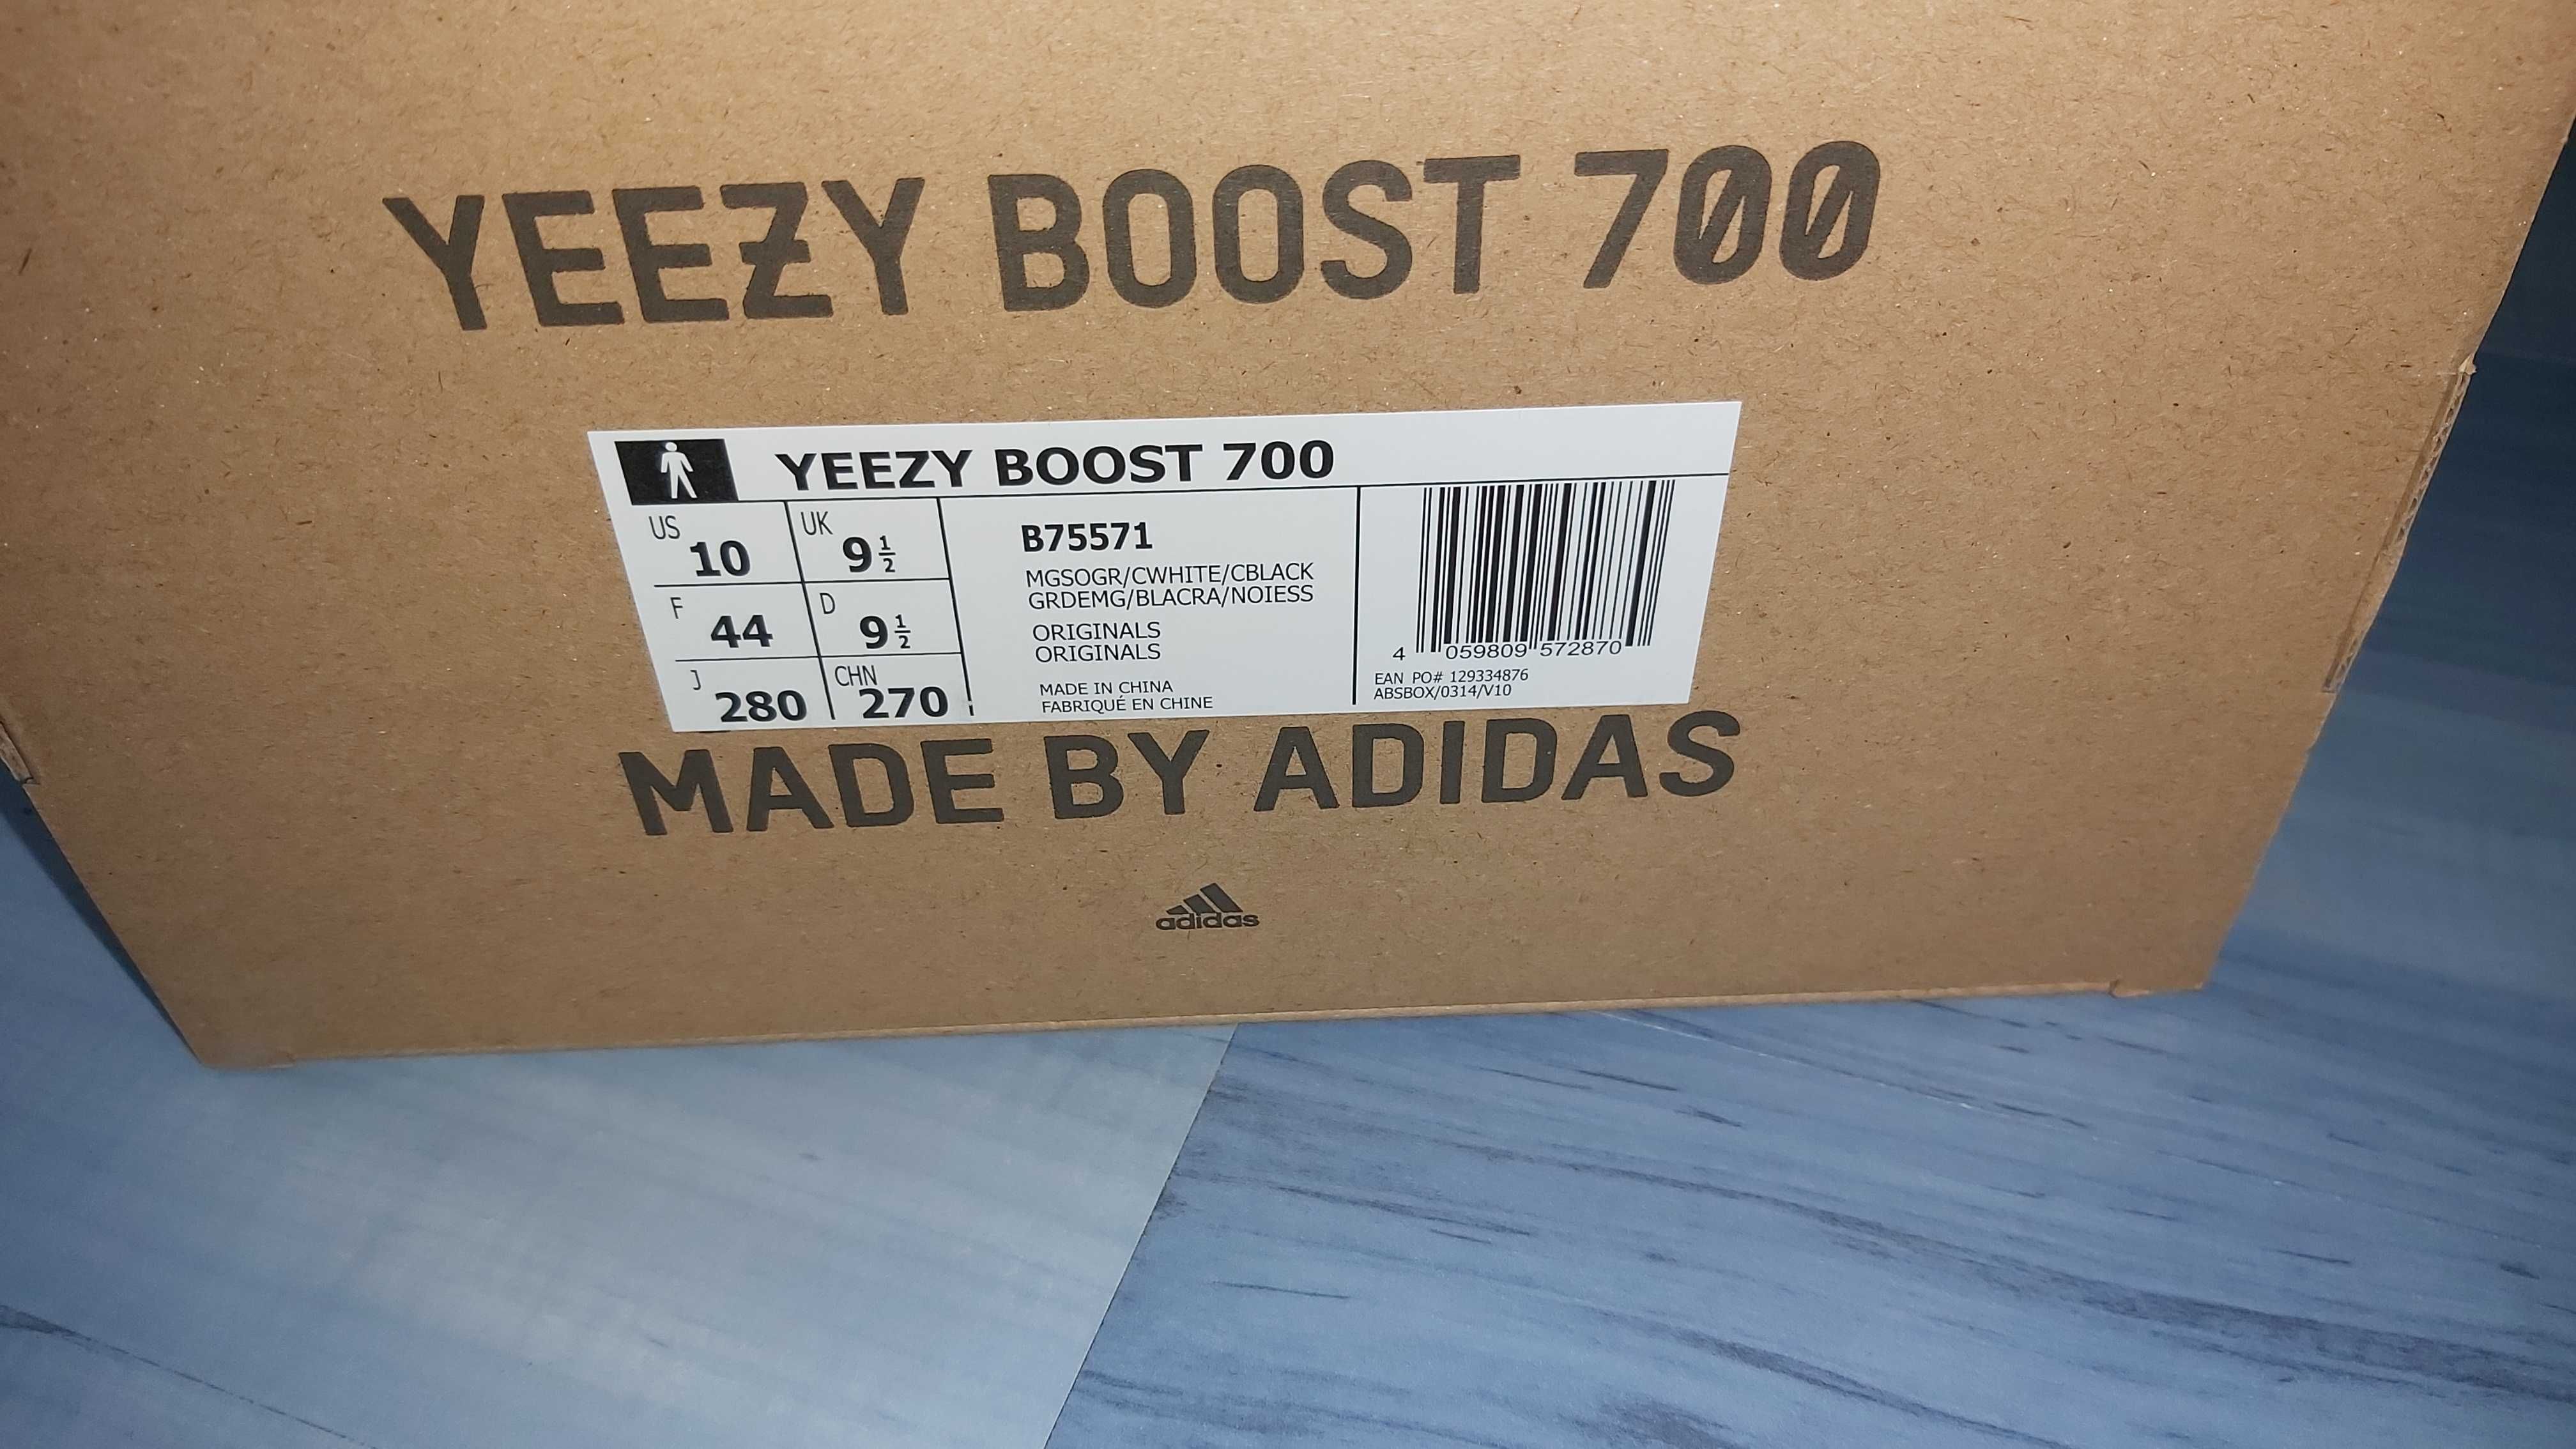 YEEZY BOOST 700
YEEZY BOOST 700
US 10 UK 9 1/2
F 44 D 9 1/2
J 280 CHN 270
B75571
MGSOGR/CWHITE/CBLACK
GRDEMG/BLACRA/NOIESS
ORIGINALS
ORIGINALS
MADE IN CHINA
FABRIQUÉ EN CHINE
4 059809 572870
EAN PO# 129334876
ABSBOX/0314/V10
MADE BY ADIDAS
adidas